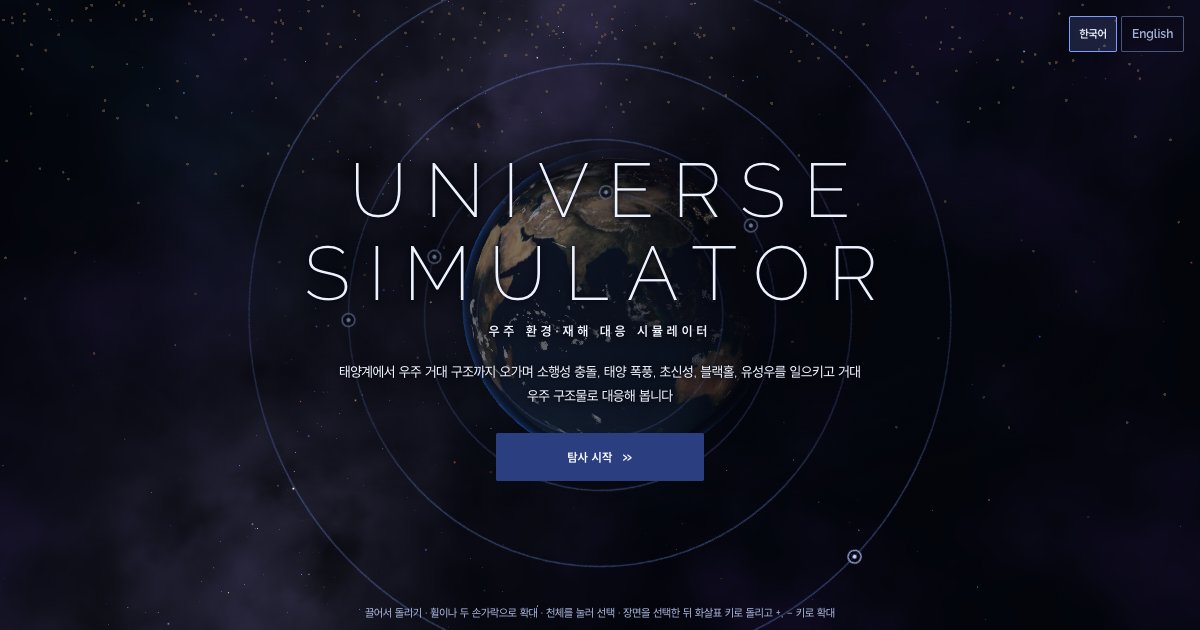 한국어
English
UNIVERSE
SIMULATOR
우주 환경·재해 대응 시뮬레이터
태양계에서 우주 거대 구조까지 오가며 소행성 충돌, 태양 폭풍, 초신성, 블랙홀, 유성우를 일으키고 거대
우주 구조물로 대응해 봅니다
탐사 시작 »
끌어서 돌리기 · 휠이나 두 손가락으로 확대 · 천체를 눌러 선택 · 장면을 선택한 뒤 화살표 키로 돌리고 +, − 키로 확대